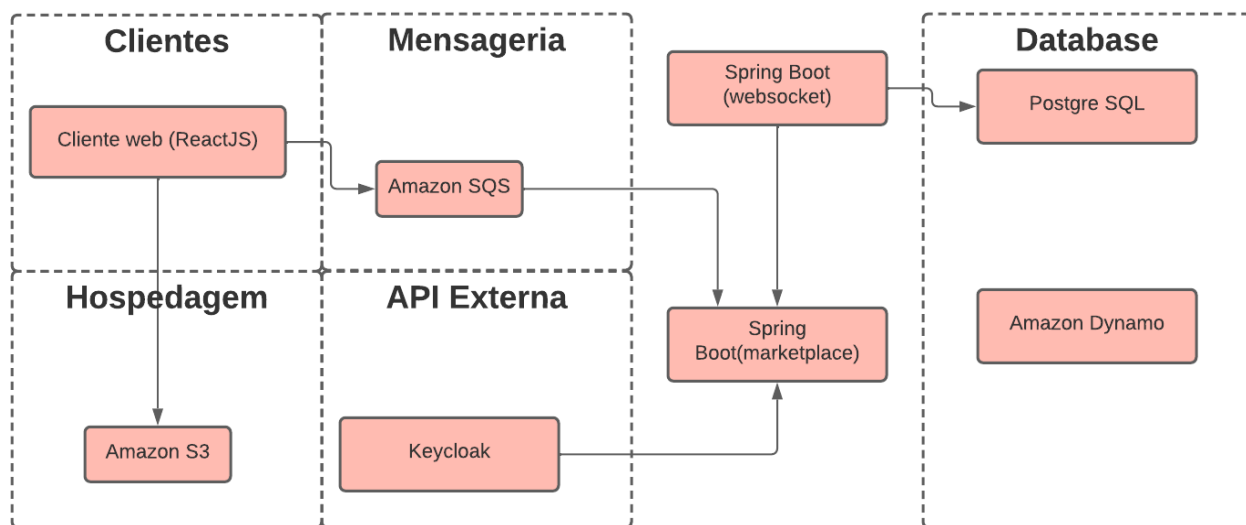 Clientes
Mensageria
Database
Spring Boot
(websocket)
Postgre SQL
Cliente web (ReactJS)
Amazon SQS
Hospedagem
API Externa
Spring
Boot(marketplace)
Amazon Dynamo
Amazon S3
Keycloak